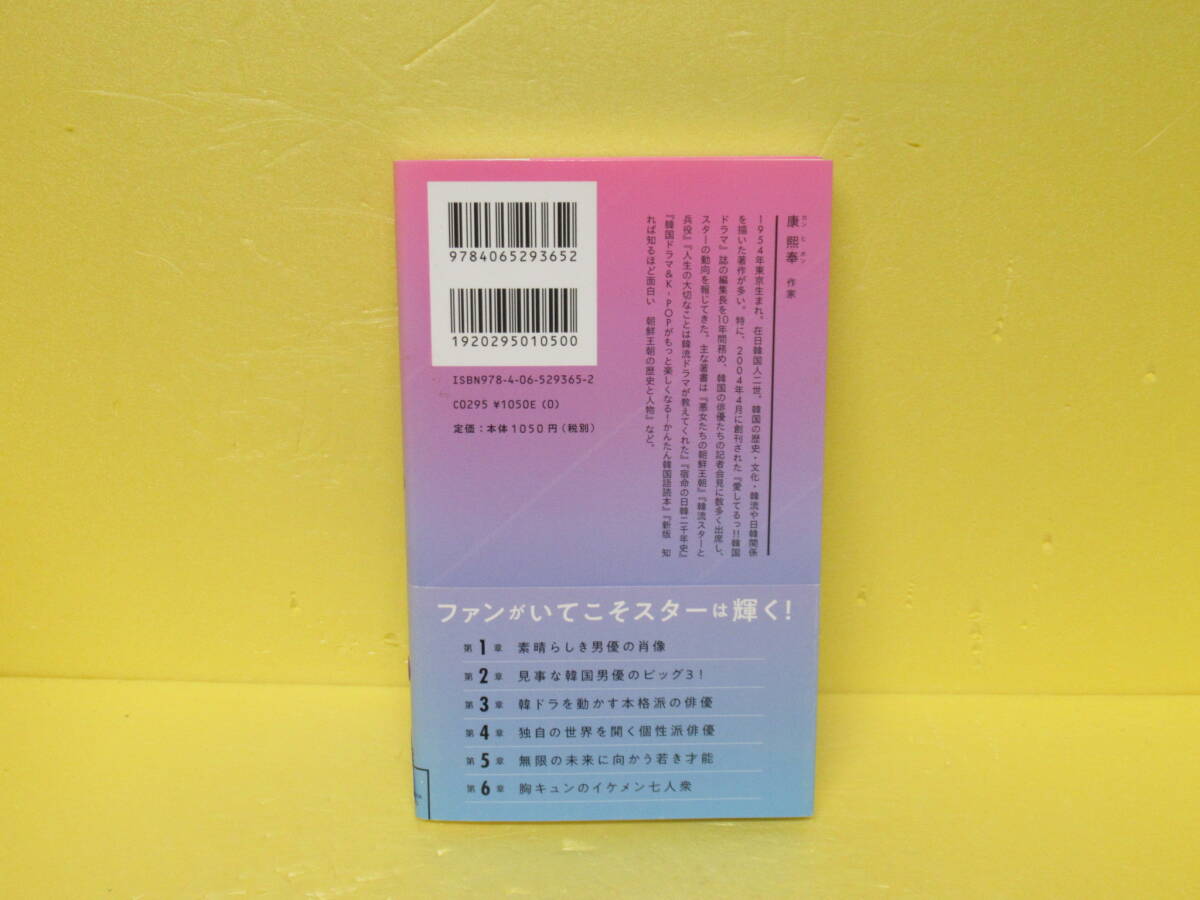 9784065293652
1920295010500
ISBN978-4-06-529365-2
C0295 ¥1050E (0)
定価：本体1050円（税別）
康 熙奉 作家
カン ヒ ボン
1954年東京生まれ。在日韓国人二世。韓国の歴史・文化・韓流や日韓関係
を描いた著作が多い。特に、2004年4月に創刊された『愛してるっ!!韓国
ドラマ』誌の編集長を10年間務め、韓国の俳優たちの記者会見に数多く出席し、
スターの動向を報じてきた。主な著書は『悪女たちの朝鮮王朝』『韓流スターと
兵役』『人生の大切なことは韓流ドラマが教えてくれた』『宿命の日韓二千年史』
『韓国ドラマ&K-POPがもっと楽しくなる!かんたん韓国語読本』『新版 知
れば知るほど面白い 朝鮮王朝の歴史と人物』など。
ファンがいてこそスターは輝く!
第1章 素晴らしき男優の肖像
第2章 見事な韓国男優のビッグ3!
第3章 韓ドラを動かす本格派の俳優
第4章 独自の世界を開く個性派俳優
第5章 無限の未来に向かう若き才能
第6章 胸キュンのイケメン七人衆